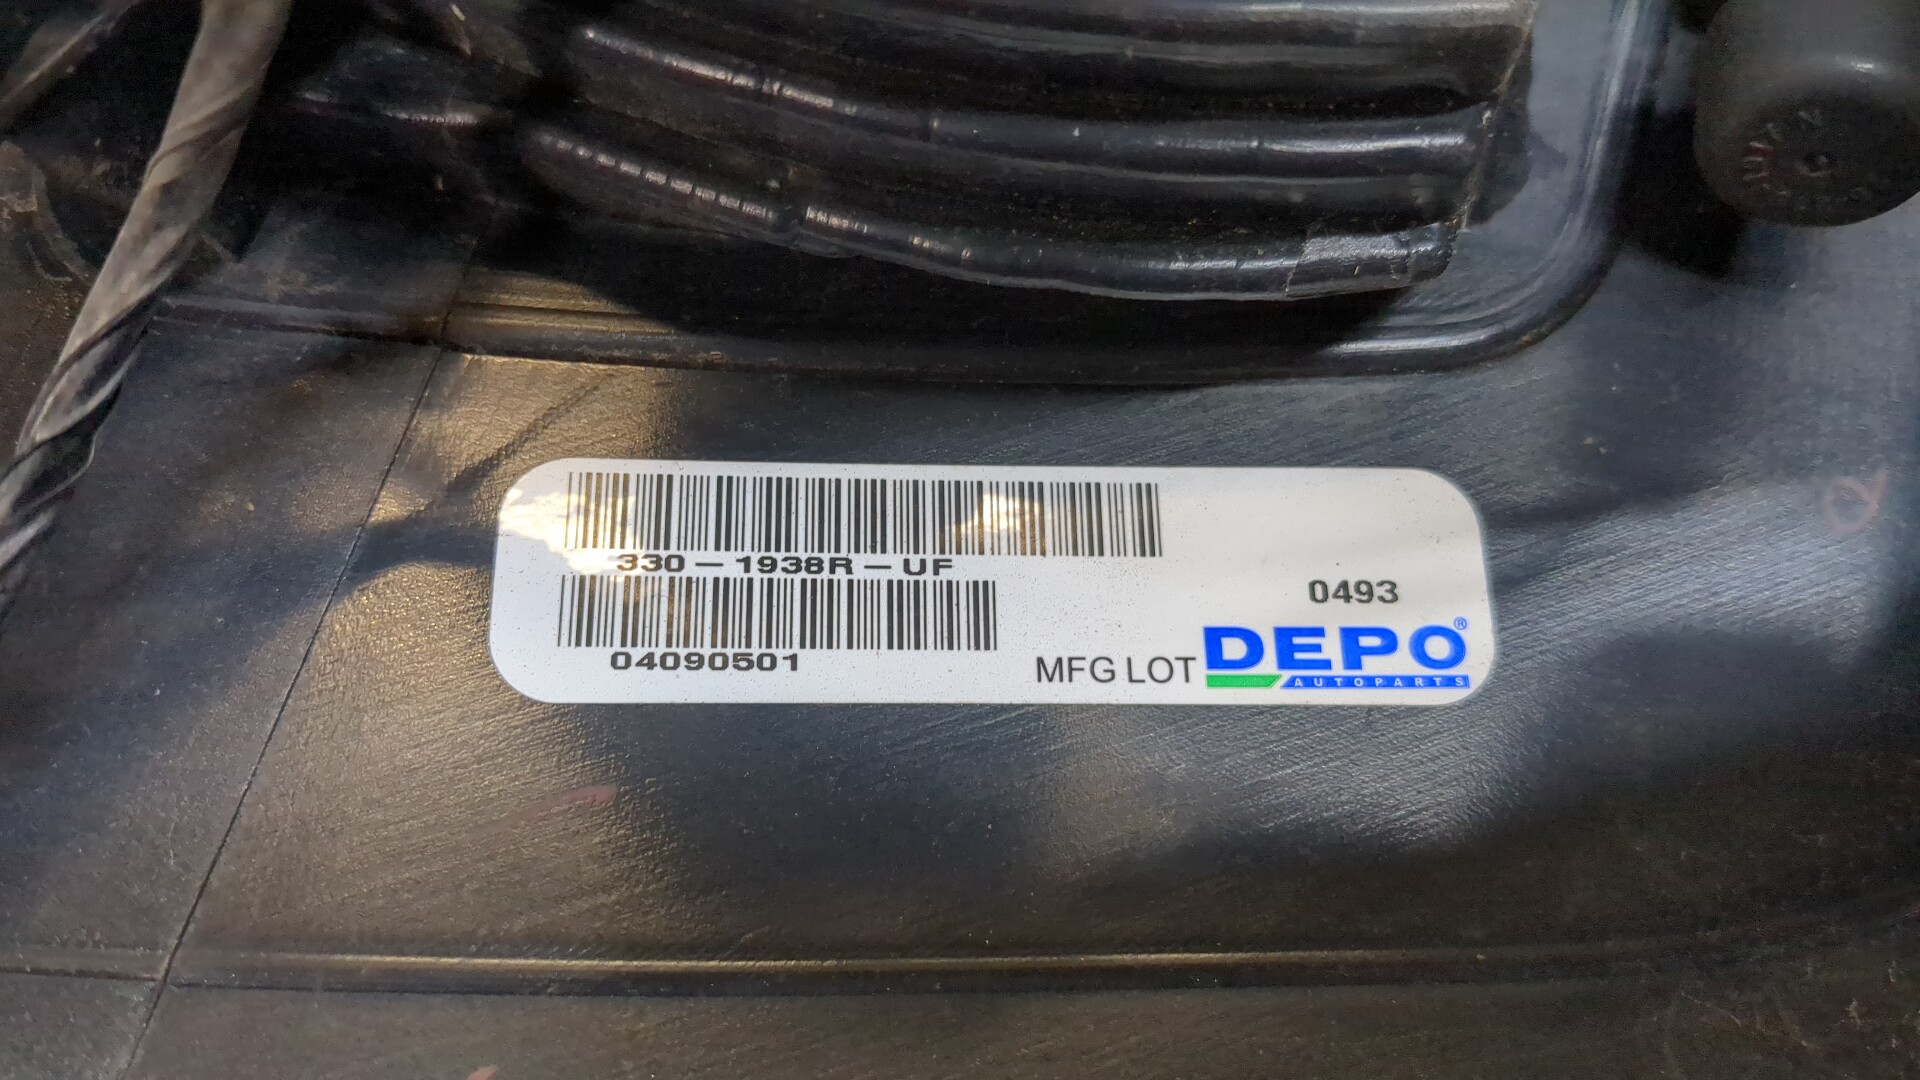 330-1938R-UF
04090501
0493
MFG LOT DEPO®
AUTOPARTS